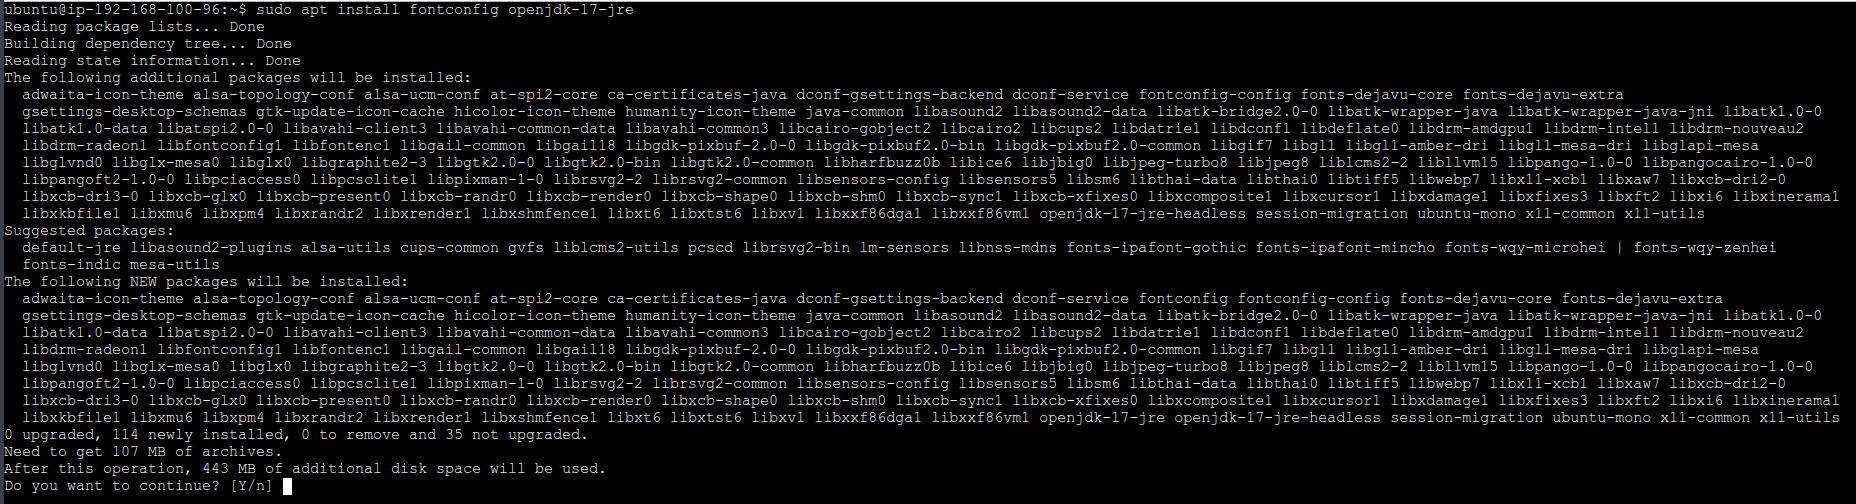 ubuntu@ip-192-168-100-96:~$ sudo apt install fontconfig openjdk-17-jre
Reading package lists... Done
Building dependency tree... Done
Reading state information... Done
The following additional packages will be installed:
  adwaita-icon-theme alsa-topology-conf alsa-ucm-conf at-spi2-core ca-certificates-java dconf-gsettings-backend dconf-service fontconfig-config fonts-dejavu-core fonts-dejavu-extra
  gsettings-desktop-schemas gtk-update-icon-cache hicolor-icon-theme humanity-icon-theme java-common libasound2 libasound2-data libatk-bridge2.0-0 libatk-wrapper-java libatk-wrapper-java-jni libatk1.0-0
  libatk1.0-data libatspi2.0-0 libavahi-client3 libavahi-common-data libavahi-common3 libcairo-gobject2 libcairo2 libcups2 libdatrie1 libdconf1 libdeflate0 libdrm-amdgpu1 libdrm-intel1 libdrm-nouveau2
  libdrm-radeon1 libfontconfig1 libfontenc1 libgail-common libgail18 libgdk-pixbuf-2.0-0 libgdk-pixbuf2.0-bin libgdk-pixbuf2.0-common libgif7 libgl1 libgl1-amber-dri libgl1-mesa-dri libglapi-mesa
  libglvnd0 libglx-mesa0 libglx0 libgraphite2-3 libgtk2.0-0 libgtk2.0-bin libgtk2.0-common libharfbuzz0b libice6 libjbig0 libjpeg-turbo8 libjpeg8 liblcms2-2 libllvm15 libpango-1.0-0 libpangocairo-1.0-0
  libpangoft2-1.0-0 libpciaccess0 libpcsclite1 libpixman-1-0 librsvg2-2 librsvg2-common libsensors-config libsensors5 libsm6 libthai-data libthai0 libtiff5 libwebp7 libx11-xcb1 libxaw7 libxcb-dri2-0
  libxcb-dri3-0 libxcb-glx0 libxcb-present0 libxcb-randr0 libxcb-render0 libxcb-shape0 libxcb-shm0 libxcb-sync1 libxcb-xfixes0 libxcomposite1 libxcursor1 libxdamage1 libxfixes3 libxft2 libxi6 libxinerama1
  libxkbfile1 libxmu6 libxpm4 libxrandr2 libxrender1 libxshmfence1 libxt6 libxtst6 libxv1 libxxf86dga1 libxxf86vm1 openjdk-17-jre-headless session-migration ubuntu-mono x11-common x11-utils
Suggested packages:
  default-jre libasound2-plugins alsa-utils cups-common gvfs liblcms2-utils pcscd librsvg2-bin lm-sensors libnss-mdns fonts-ipafont-gothic fonts-ipafont-mincho fonts-wqy-microhei | fonts-wqy-zenhei
  fonts-indic mesa-utils
The following NEW packages will be installed:
  adwaita-icon-theme alsa-topology-conf alsa-ucm-conf at-spi2-core ca-certificates-java dconf-gsettings-backend dconf-service fontconfig fontconfig-config fonts-dejavu-core fonts-dejavu-extra
  gsettings-desktop-schemas gtk-update-icon-cache hicolor-icon-theme humanity-icon-theme java-common libasound2 libasound2-data libatk-bridge2.0-0 libatk-wrapper-java libatk-wrapper-java-jni libatk1.0-0
  libatk1.0-data libatspi2.0-0 libavahi-client3 libavahi-common-data libavahi-common3 libcairo-gobject2 libcairo2 libcups2 libdatrie1 libdconf1 libdeflate0 libdrm-amdgpu1 libdrm-intel1 libdrm-nouveau2
  libdrm-radeon1 libfontconfig1 libfontenc1 libgail-common libgail18 libgdk-pixbuf-2.0-0 libgdk-pixbuf2.0-bin libgdk-pixbuf2.0-common libgif7 libgl1 libgl1-amber-dri libgl1-mesa-dri libglapi-mesa
  libglvnd0 libglx-mesa0 libglx0 libgraphite2-3 libgtk2.0-0 libgtk2.0-bin libgtk2.0-common libharfbuzz0b libice6 libjbig0 libjpeg-turbo8 libjpeg8 liblcms2-2 libllvm15 libpango-1.0-0 libpangocairo-1.0-0
  libpangoft2-1.0-0 libpciaccess0 libpcsclite1 libpixman-1-0 librsvg2-2 librsvg2-common libsensors-config libsensors5 libsm6 libthai-data libthai0 libtiff5 libwebp7 libx11-xcb1 libxaw7 libxcb-dri2-0
  libxcb-dri3-0 libxcb-glx0 libxcb-present0 libxcb-randr0 libxcb-render0 libxcb-shape0 libxcb-shm0 libxcb-sync1 libxcb-xfixes0 libxcomposite1 libxcursor1 libxdamage1 libxfixes3 libxft2 libxi6 libxinerama1
  libxkbfile1 libxmu6 libxpm4 libxrandr2 libxrender1 libxshmfence1 libxt6 libxtst6 libxv1 libxxf86dga1 libxxf86vm1 openjdk-17-jre openjdk-17-jre-headless session-migration ubuntu-mono x11-common x11-utils
0 upgraded, 114 newly installed, 0 to remove and 35 not upgraded.
Need to get 107 MB of archives.
After this operation, 443 MB of additional disk space will be used.
Do you want to continue? [Y/n]